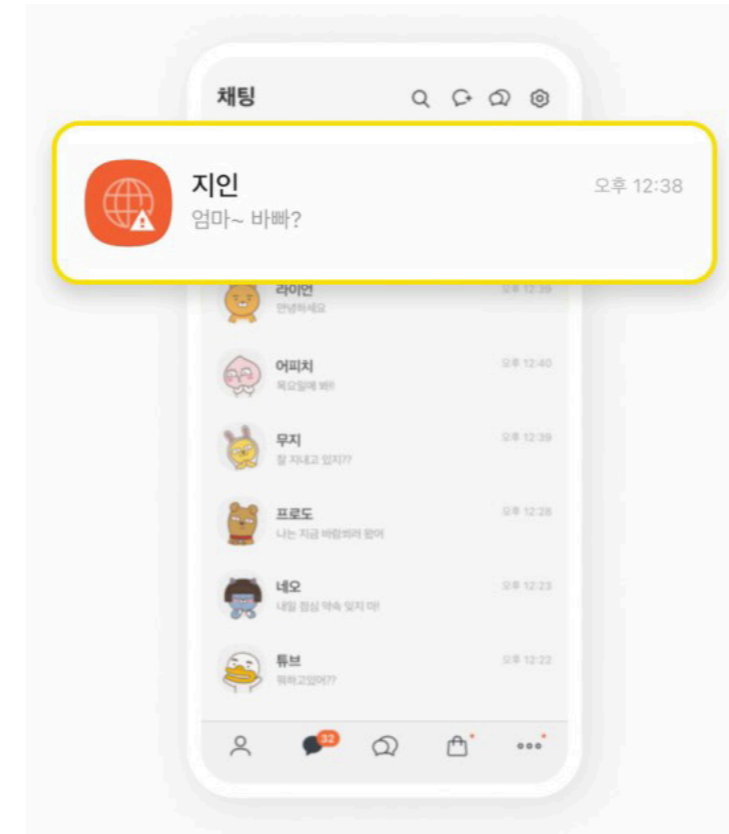 채팅
지인
오후 12:38
엄마~ 바빠?
라이언
오후 12:39
안녕하세요
어피치
오후 12:40
목요일에 봐!!
무지
오후 12:39
잘 지내고 있지??
프로도
오후 12:28
나는 지금 바람쐬러 왔어
네오
오후 12:23
내일 점심 약속 잊지 마!
튜브
오후 12:22
뭐하고있어??
32